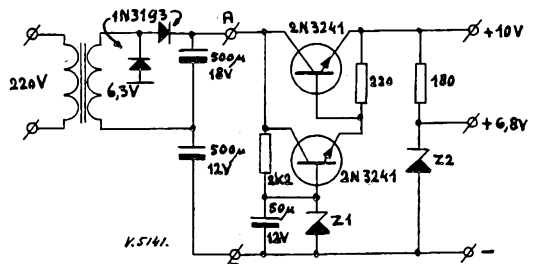 1N3193
A
2N3241
+10V
500µ
18V
220V
6,3V
220
180
+6,8V
500µ
12V
2K2
2N3241
Z2
50µ
12V
Z1
V.5141.
-